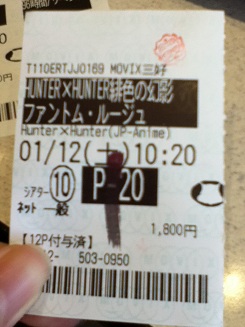 T110ERTJJ0169 MOVIX三好
HUNTER×HUNTER緋色の幻影
ファントム・ルージュ
Hunter×Hunter(JP-Anime)
01/12(土)10:20
シアター 10 P-20
ネット 一般
1,800円
【12P付与済】
503-0950